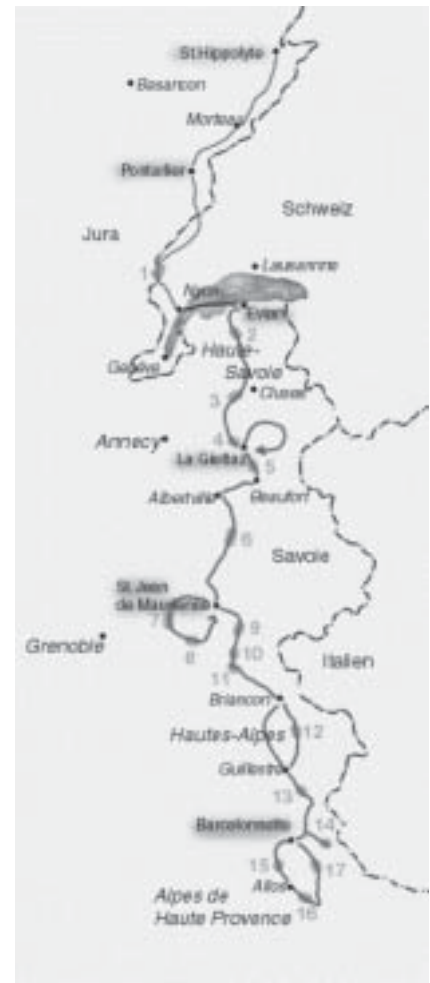 St.Hippolyte
Besancon
Morteau
Pontarlier
Schweiz
Jura
Lausanne
1
Nyon
Evian
2
Genève
Haute-
Savoie
Cluses
3
Annecy
4
La Giettaz
5
Albertville
Beaufort
6
Savoie
St. Jean
de Maurienne
7
9
Grenoble
8
10
Italien
11
Briancon
Hautes-Alpes
12
Guillestre
13
Barcelonnette
14
15
17
Allos
Alpes de
Haute Provence
16